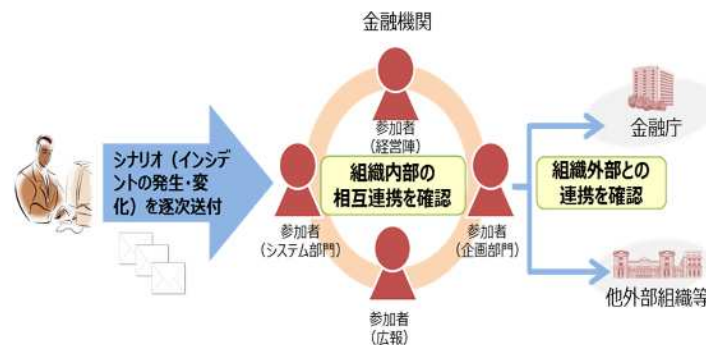 金融機関
シナリオ（インシデ
ントの発生・変
化）を逐次送付
参加者
（経営陣）
組織内部の
相互連携を確認
参加者
（システム部門）
参加者
（企画部門）
参加者
（広報）
金融庁
組織外部との
連携を確認
他外部組織等